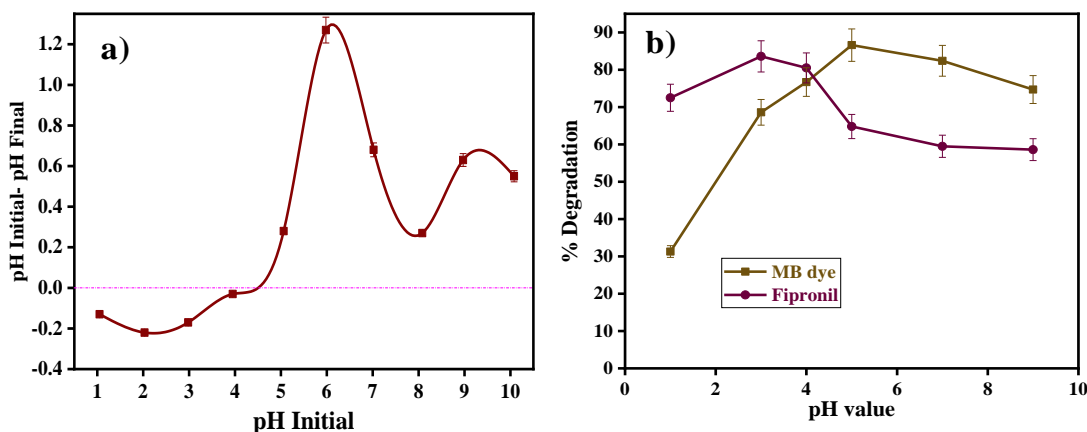 a)
pH Initial- pH Final
1.2
1.0
0.8
0.6
0.4
0.2
0.0
-0.2
-0.4
1 2 3 4 5 6 7 8 9 10
pH Initial
b)
% Degradation
90
80
70
60
50
40
30
20
10
0
MB dye
Fipronil
0 2 4 6 8 10
pH value